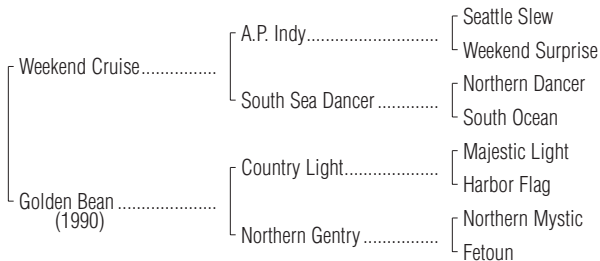 Seattle Slew
A.P. Indy..............................
Weekend Surprise
Weekend Cruise.................
Northern Dancer
South Sea Dancer..............
South Ocean
Majestic Light
Country Light......................
Harbor Flag
Golden Bean ......................
(1990)
Northern Mystic
Northern Gentry.................
Fetoun